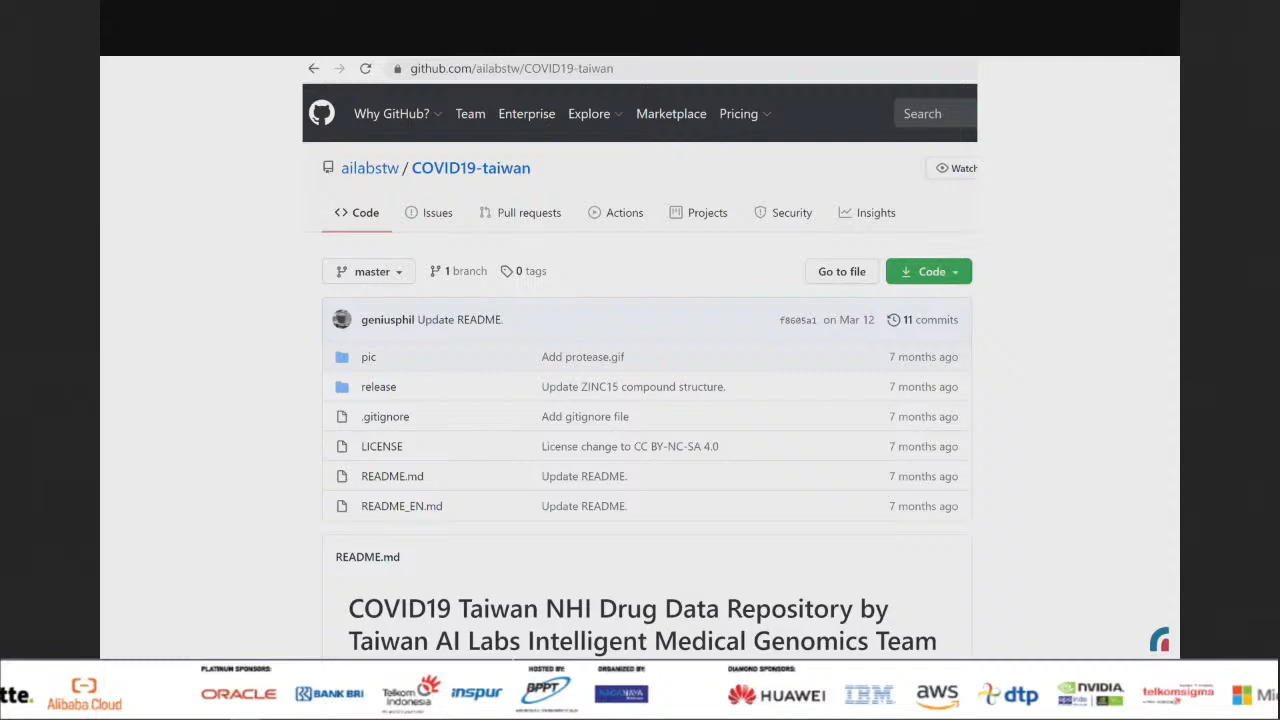 github.com/ailabstw/COVID19-taiwan
Why GitHub? Team Enterprise Explore Marketplace Pricing Search
ailabstw / COVID19-taiwan Watch
Code Issues Pull requests Actions Projects Security Insights
master 1 branch 0 tags Go to file Code
geniusphil Update README. f8605a1 on Mar 12 11 commits
pic Add protease.gif 7 months ago
release Update ZINC15 compound structure. 7 months ago
.gitignore Add gitignore file 7 months ago
LICENSE License change to CC BY-NC-SA 4.0 7 months ago
README.md Update README. 7 months ago
README_EN.md Update README. 7 months ago
README.md
COVID19 Taiwan NHI Drug Data Repository by
Taiwan AI Labs Intelligent Medical Genomics Team
PLATINUM SPONSORS: HOSTED BY: ORGANIZED BY: DIAMOND SPONSORS:
tte. Alibaba Cloud ORACLE BANK BRI Telkom Indonesia inspur BPPT HUAWEI IBM aws dtp NVIDIA telkomsigma Mi